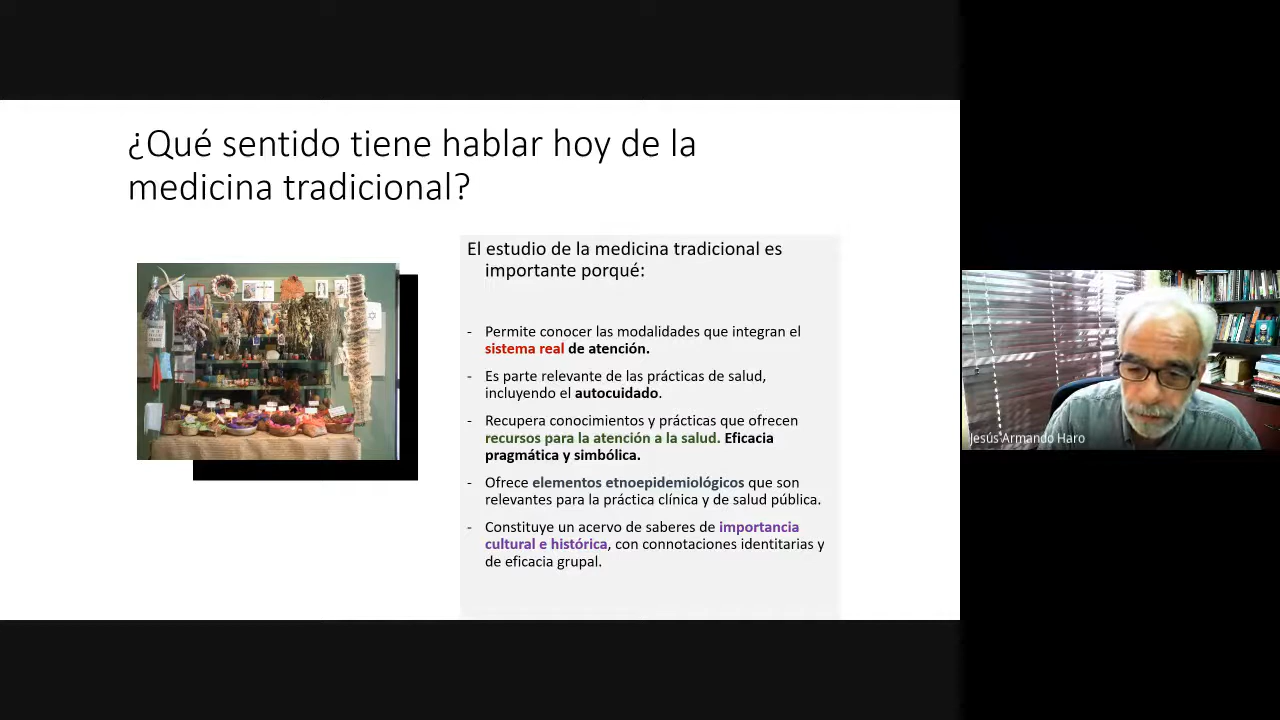 ¿Qué sentido tiene hablar hoy de la
medicina tradicional?
El estudio de la medicina tradicional es
importante porqué:
- Permite conocer las modalidades que integran el
sistema real de atención.
- Es parte relevante de las prácticas de salud,
incluyendo el autocuidado.
- Recupera conocimientos y prácticas que ofrecen
recursos para la atención a la salud. Eficacia
pragmática y simbólica.
- Ofrece elementos etnoepidemiológicos que son
relevantes para la práctica clínica y de salud pública.
- Constituye un acervo de saberes de importancia
cultural e histórica, con connotaciones identitarias y
de eficacia grupal.
Jesús Armando Haro